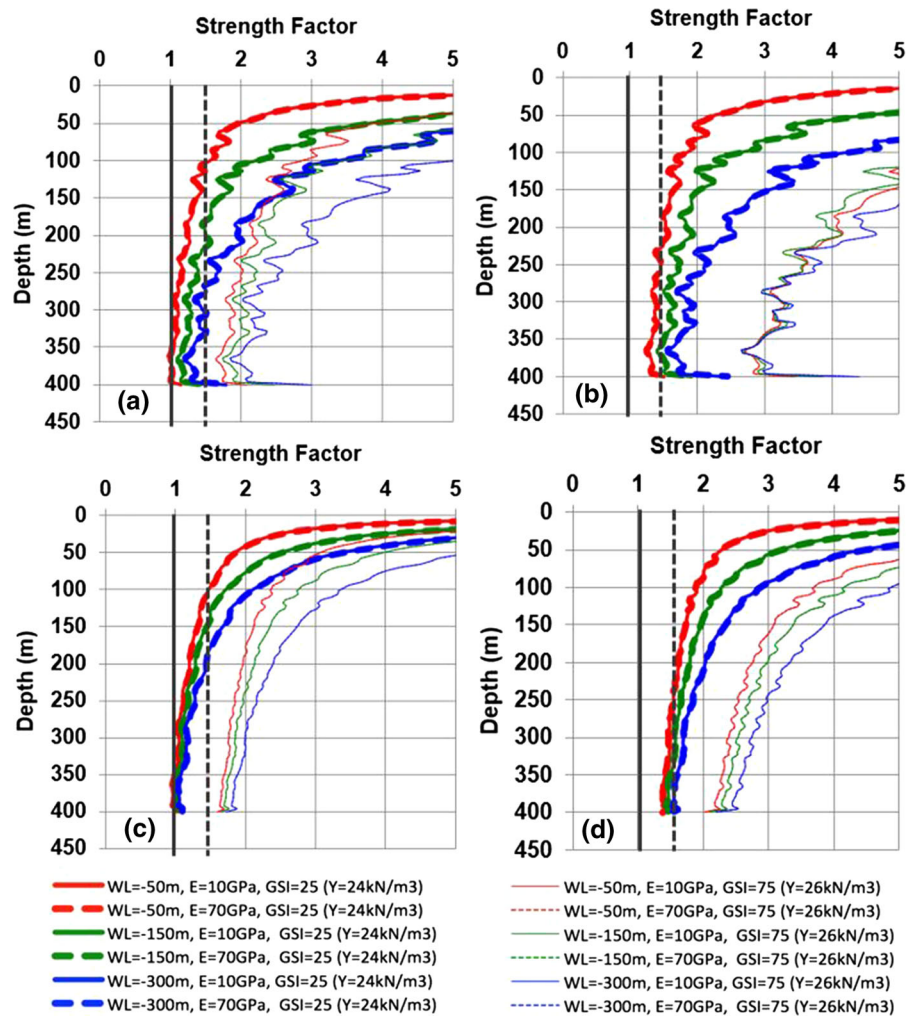 Strength Factor
0 1 2 3 4 5
0
50
100
150
200
250
300
350
400
450
Depth (m)
(a)
Strength Factor
0 1 2 3 4 5
0
50
100
150
200
250
300
350
400
450
Depth (m)
(b)
Strength Factor
0 1 2 3 4 5
0
50
100
150
200
250
300
350
400
450
Depth (m)
(c)
Strength Factor
0 1 2 3 4 5
0
50
100
150
200
250
300
350
400
450
Depth (m)
(d)
WL=-50m, E=10GPa, GSI=25 (Y=24kN/m3)
WL=-50m, E=70GPa, GSI=25 (Y=24kN/m3)
WL=-150m, E=10GPa, GSI=25 (Y=24kN/m3)
WL=-150m, E=70GPa, GSI=25 (Y=24kN/m3)
WL=-300m, E=10GPa, GSI=25 (Y=24kN/m3)
WL=-300m, E=70GPa, GSI=25 (Y=24kN/m3)
WL=-50m, E=10GPa, GSI=75 (Y=26kN/m3)
WL=-50m, E=70GPa, GSI=75 (Y=26kN/m3)
WL=-150m, E=10GPa, GSI=75 (Y=26kN/m3)
WL=-150m, E=70GPa, GSI=75 (Y=26kN/m3)
WL=-300m, E=10GPa, GSI=75 (Y=26kN/m3)
WL=-300m, E=70GPa, GSI=75 (Y=26kN/m3)